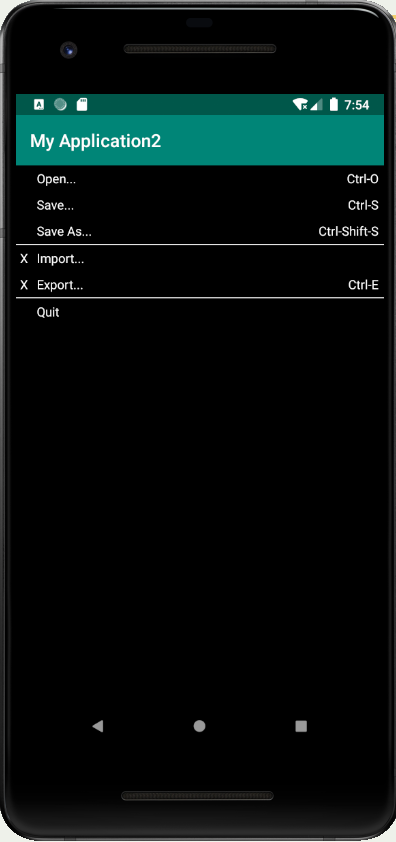 A 7:54
My Application2
Open... Ctrl-O
Save... Ctrl-S
Save As... Ctrl-Shift-S
X Import...
X Export... Ctrl-E
Quit